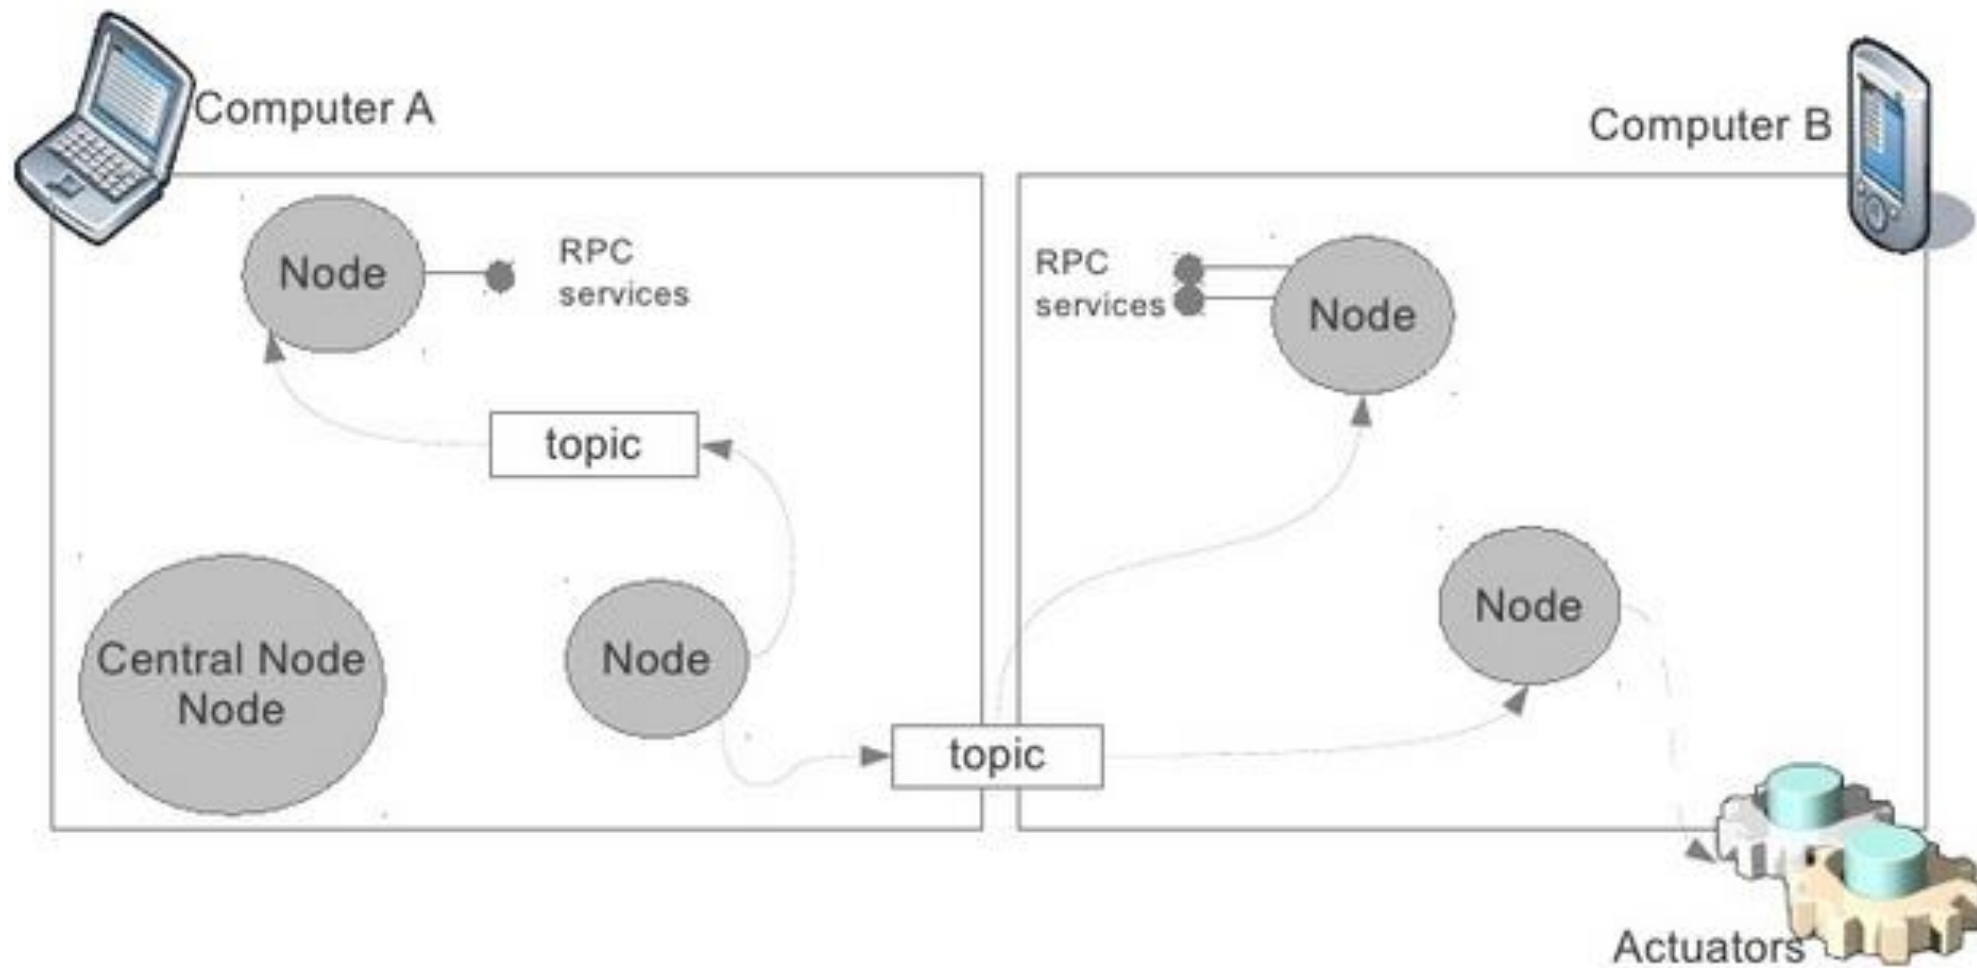 Computer A
Computer B
Node
RPC
services
RPC
services
Node
topic
Node
Central Node
Node
Node
topic
Actuators